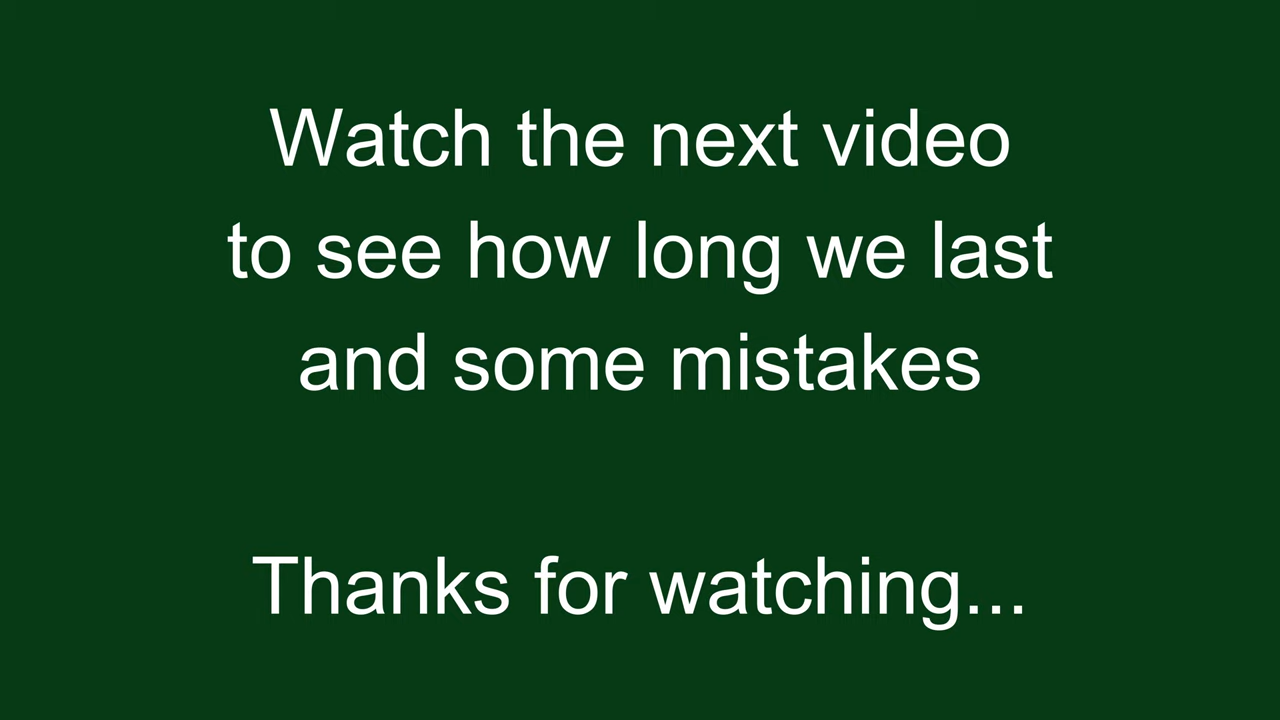 Watch the next video
to see how long we last
and some mistakes
Thanks for watching...